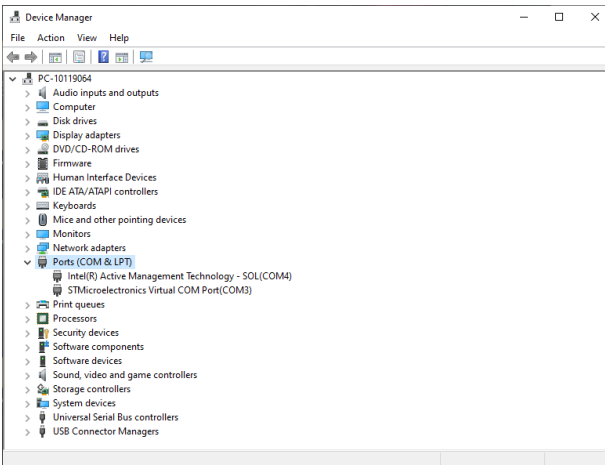 Device Manager
File Action View Help
PC-10119064
Audio inputs and outputs
Computer
Disk drives
Display adapters
DVD/CD-ROM drives
Firmware
Human Interface Devices
IDE ATA/ATAPI controllers
Keyboards
Mice and other pointing devices
Monitors
Network adapters
Ports (COM & LPT)
Intel(R) Active Management Technology - SOL(COM4)
STMicroelectronics Virtual COM Port(COM3)
Print queues
Processors
Security devices
Software components
Software devices
Sound, video and game controllers
Storage controllers
System devices
Universal Serial Bus controllers
USB Connector Managers